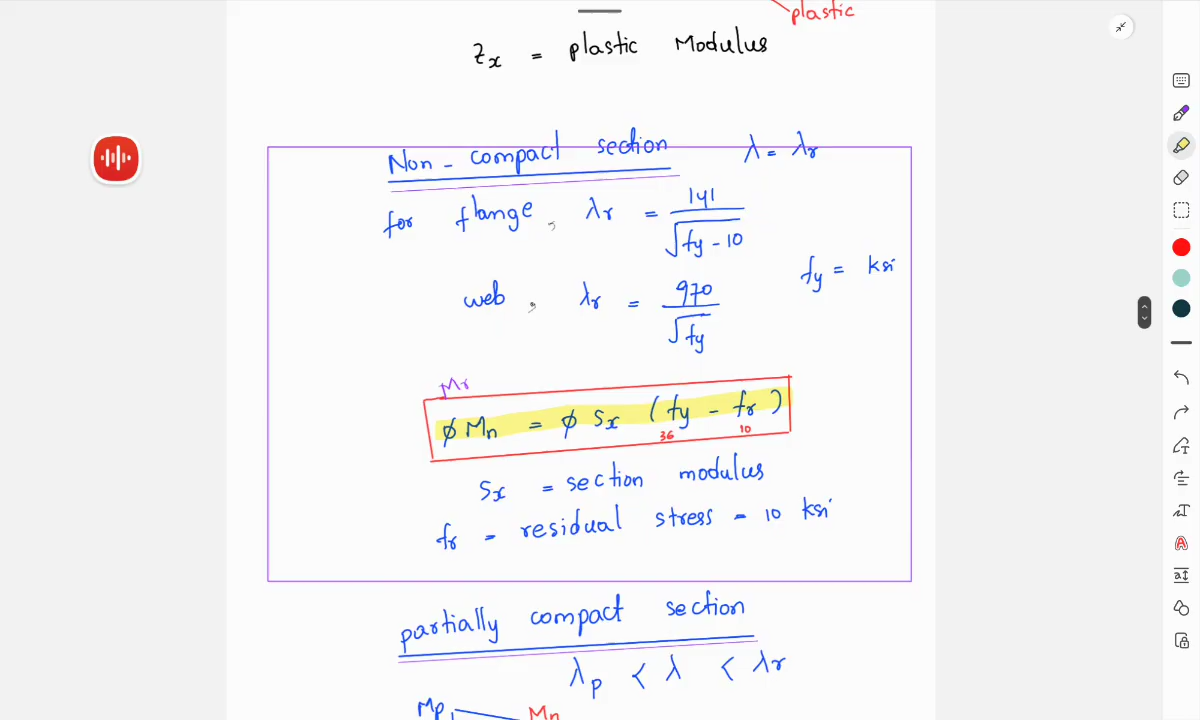 plastic
Zx = plastic Modulus
Non - compact section λ = λr
for flange, λr = 141 / √fy - 10
fy = ksi
web, λr = 970 / √fy
Mr
φ Mn = φ Sx (fy - fr)
36 10
Sx = section modulus
fr = residual stress = 10 ksi
partially compact section
λp < λ < λr
Mp
Mn